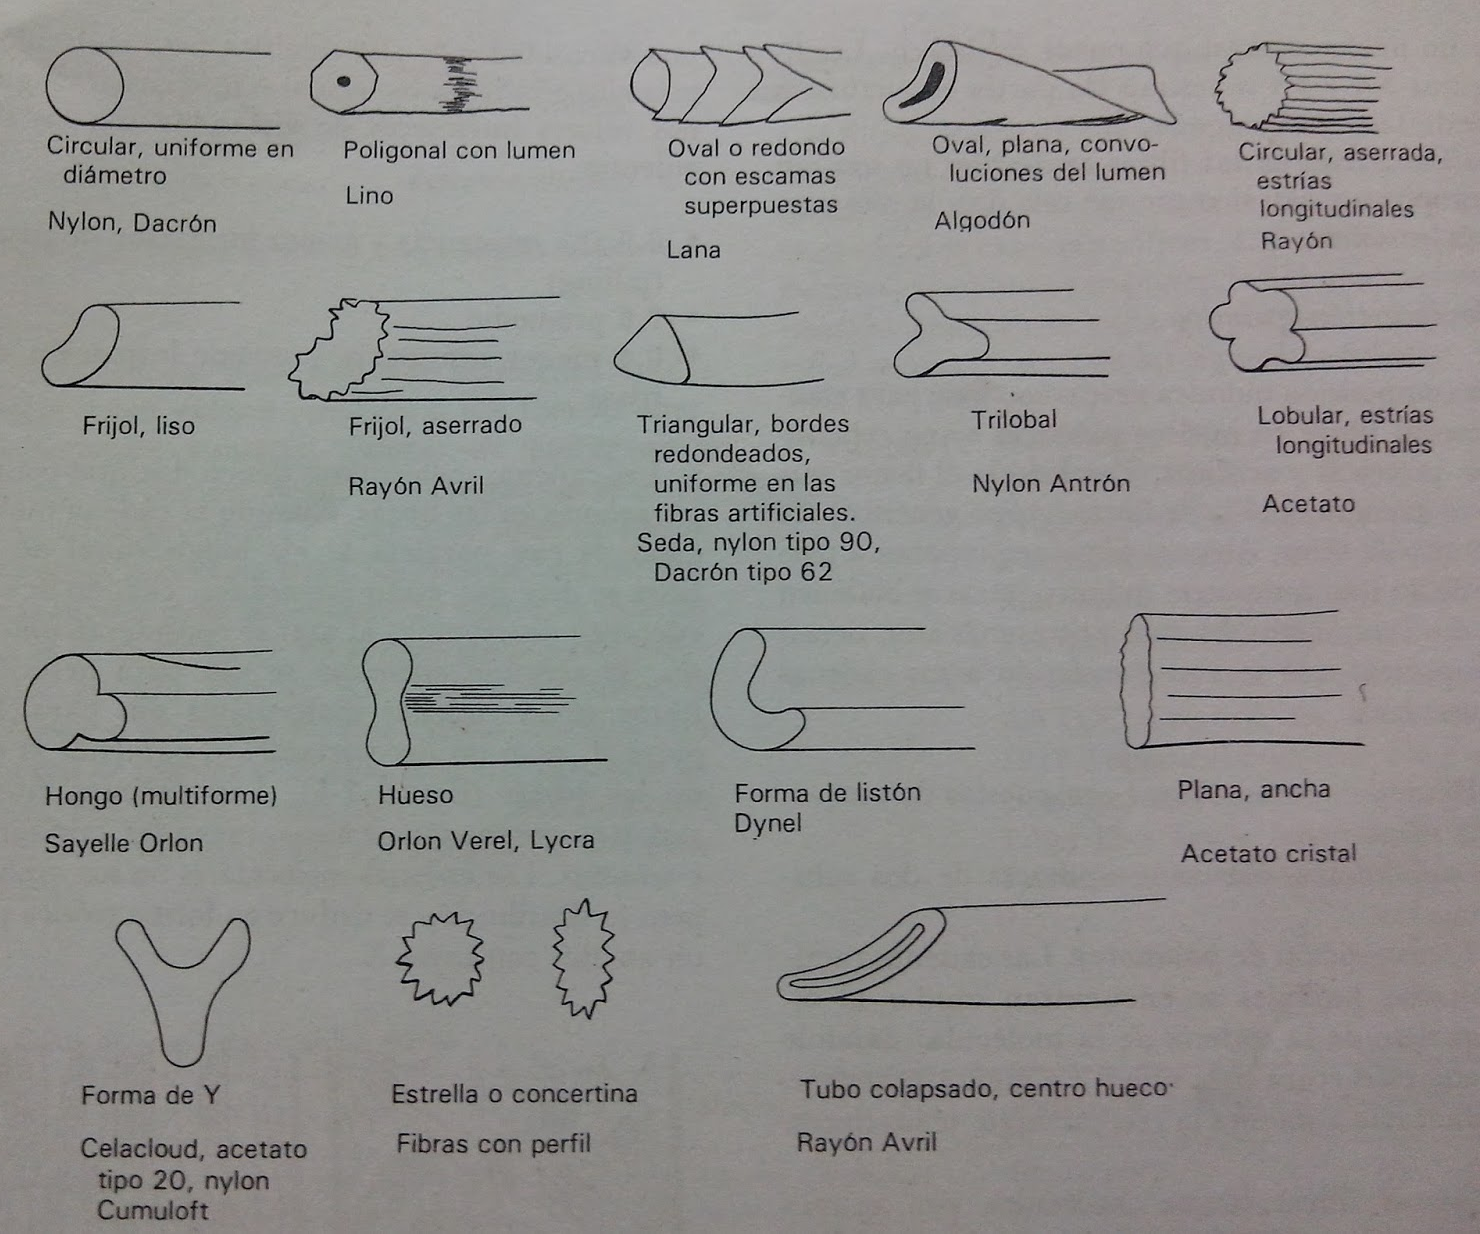 Circular, uniforme en
diámetro
Nylon, Dacrón
Poligonal con lumen
Lino
Oval o redondo
con escamas
superpuestas
Lana
Oval, plana, convo-
luciones del lumen
Algodón
Circular, aserrada,
estrías
longitudinales
Rayón
Frijol, liso
Frijol, aserrado
Rayón Avril
Triangular, bordes
redondeados,
uniforme en las
fibras artificiales.
Seda, nylon tipo 90,
Dacrón tipo 62
Trilobal
Nylon Antrón
Lobular, estrías
longitudinales
Acetato
Hongo (multiforme)
Sayelle Orlon
Hueso
Orlon Verel, Lycra
Forma de listón
Dynel
Plana, ancha
Acetato cristal
Forma de Y
Celacloud, acetato
tipo 20, nylon
Cumuloft
Estrella o concertina
Fibras con perfil
Tubo colapsado, centro hueco
Rayón Avril